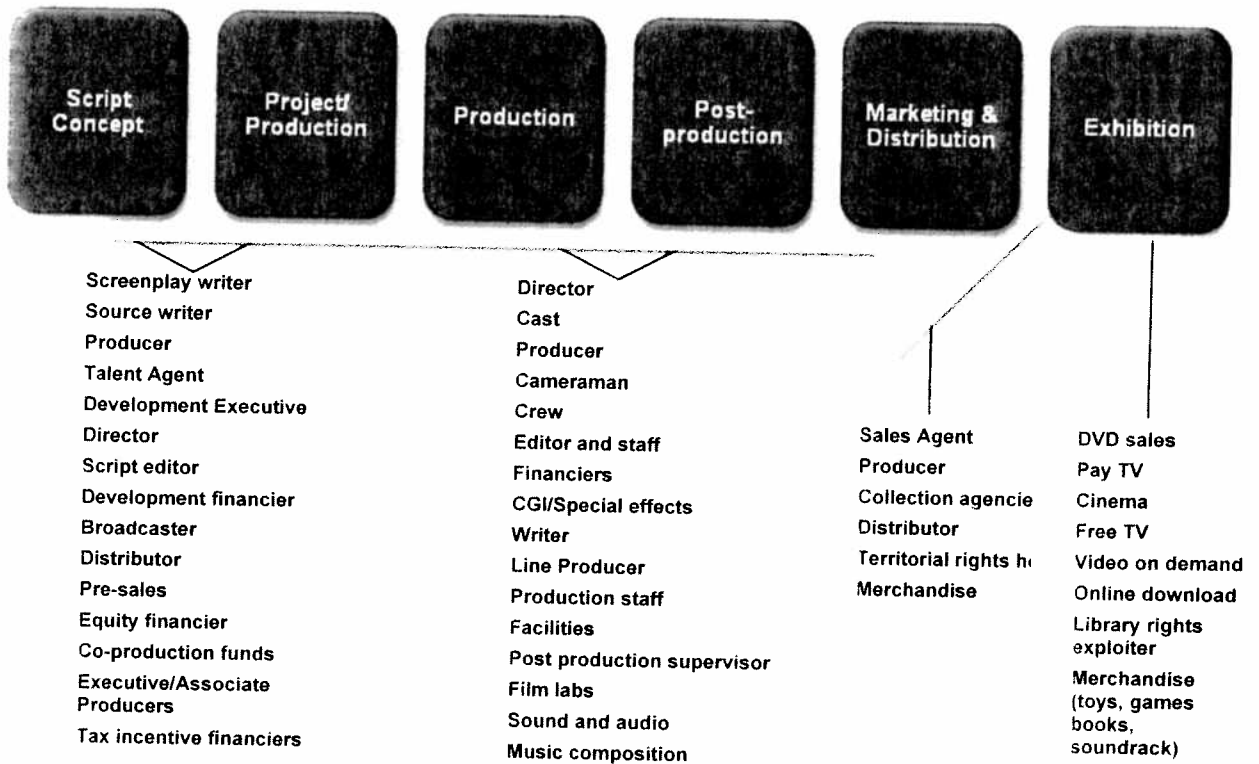 Script
Concept
Project/
Production
Production
Post-
production
Marketing &
Distribution
Exhibition
Screenplay writer
Source writer
Producer
Talent Agent
Development Executive
Director
Script editor
Development financier
Broadcaster
Distributor
Pre-sales
Equity financier
Co-production funds
Executive/Associate
Producers
Tax incentive financiers
Director
Cast
Producer
Cameraman
Crew
Editor and staff
Financiers
CGI/Special effects
Writer
Line Producer
Production staff
Facilities
Post production supervisor
Film labs
Sound and audio
Music composition
Sales Agent
Producer
Collection agencie
Distributor
Territorial rights
Merchandise
DVD sales
Pay TV
Cinema
Free TV
Video on demand
Online download
Library rights
exploiter
Merchandise
(toys, games
books,
soundrack)